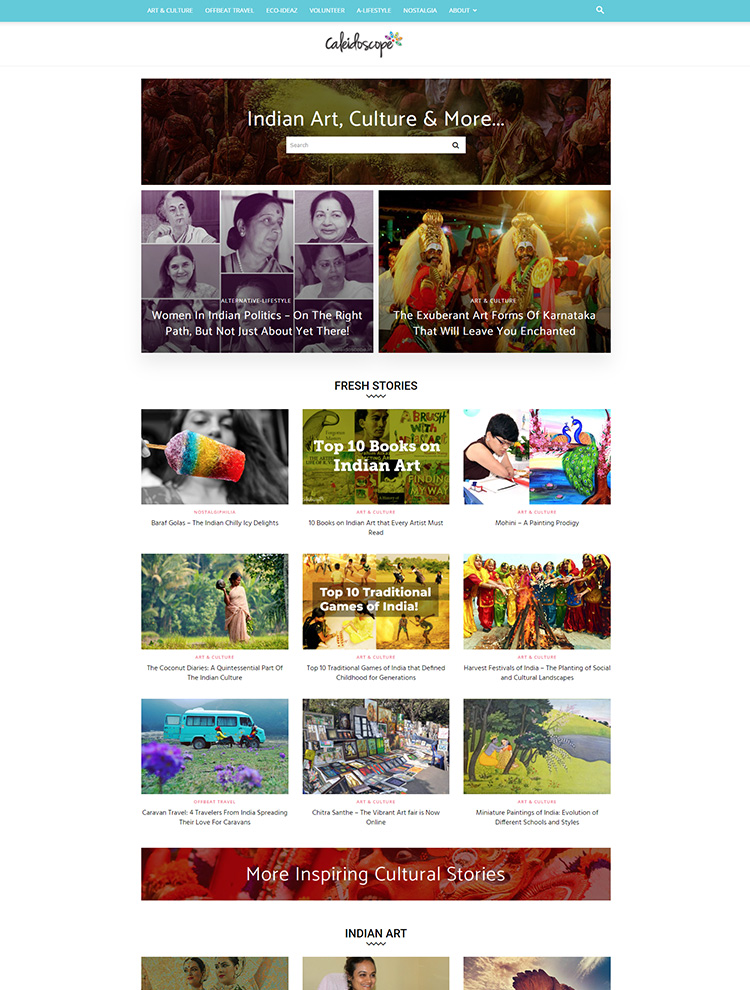 ART & CULTURE OFFBEAT TRAVEL ECO-IDEAZ VOLUNTEER A-LIFESTYLE NOSTALGIA ABOUT
caleidoscope
Indian Art, Culture & More...
Search
ALTERNATIVE-LIFESTYLE
Women In Indian Politics – On The Right
Path, But Not Just About Yet There!
ART & CULTURE
The Exuberant Art Forms Of Karnataka
That Will Leave You Enchanted
FRESH STORIES
NOSTALGIPHILIA
Baraf Golas – The Indian Chilly Icy Delights
BRUSH
WITH
FINDING
MY WAY
Top 10 Books on
Indian Art
ART & CULTURE
10 Books on Indian Art that Every Artist Must
Read
ART & CULTURE
Mohini – A Painting Prodigy
ART & CULTURE
The Coconut Diaries: A Quintessential Part Of
The Indian Culture
Top 10 Traditional
Games of India!
ART & CULTURE
Top 10 Traditional Games of India that Defined
Childhood for Generations
ART & CULTURE
Harvest Festivals of India – The Planting of Social
and Cultural Landscapes
OFFBEAT TRAVEL
Caravan Travel: 4 Travelers From India Spreading
Their Love For Caravans
ART & CULTURE
Chitra Santhe – The Vibrant Art fair is Now
Online
ART & CULTURE
Miniature Paintings of India: Evolution of
Different Schools and Styles
More Inspiring Cultural Stories
INDIAN ART